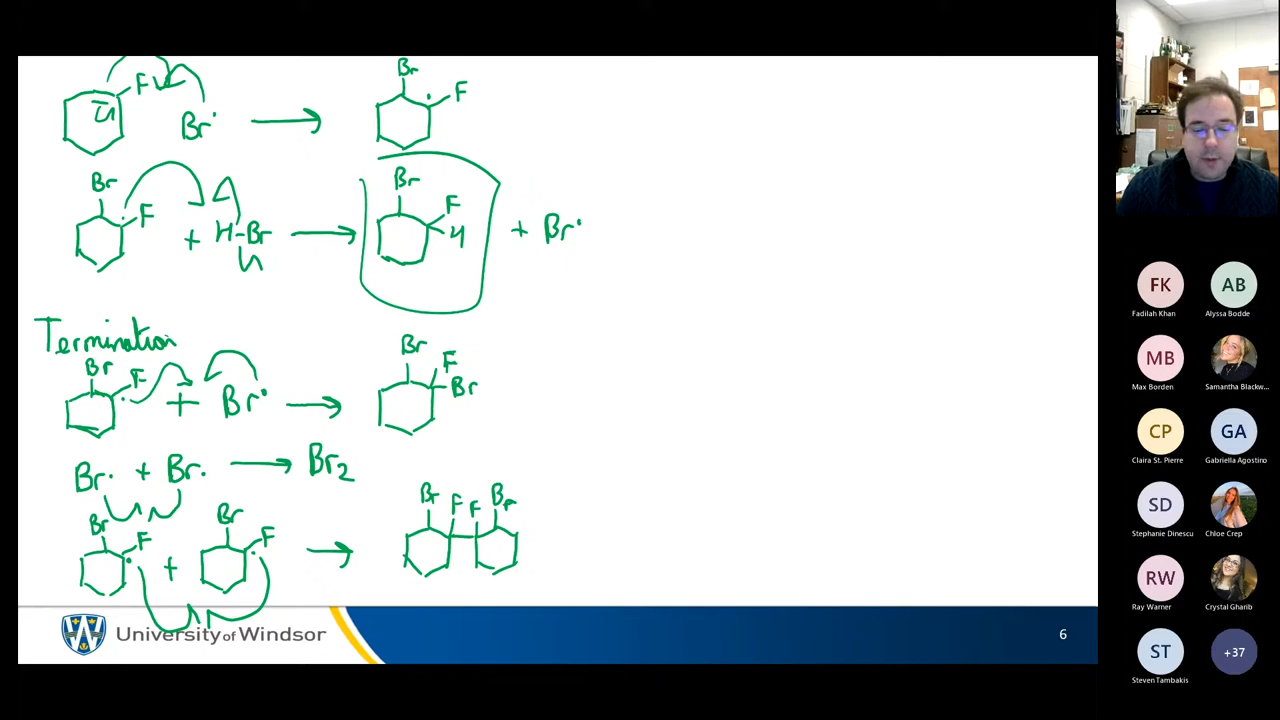 Br
F
F
Br·
F
Br
Br
F
F
+ H-Br
+ Br·
H
Termination
Br
Br
F
F
+ Br·
Br
Br· + Br· → Br2
Br
Br
Br F F Br
F
F
+
University of Windsor
6
FK
AB
Fadilah Khan
Alyssa Bodde
MB
Max Borden
Samantha Blackw...
CP
GA
Claira St. Pierre
Gabriella Agostino
SD
Stephanie Dinescu
Chloe Crep
RW
Ray Warner
Crystal Gharib
ST
+37
Steven Tambakis